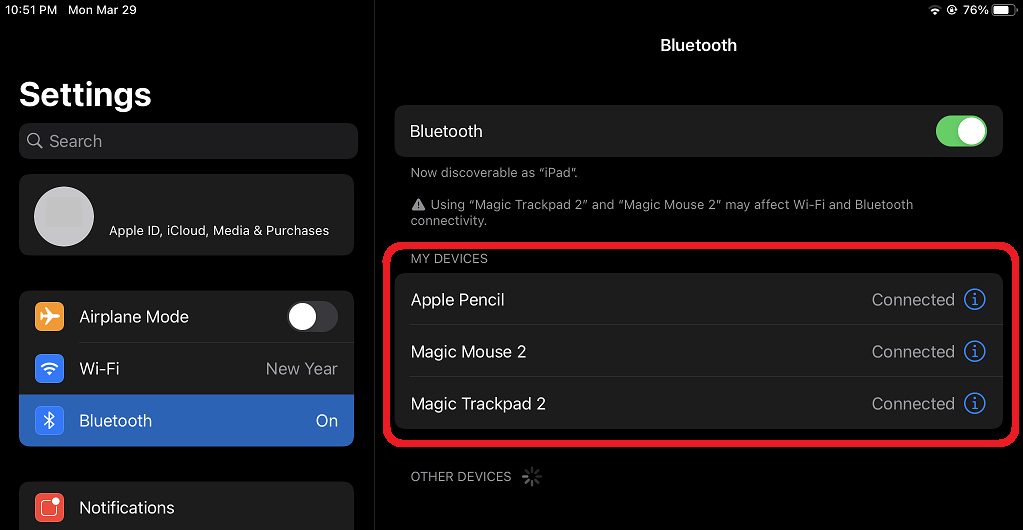 10:51 PM Mon Mar 29
76%
Settings
Search
Apple ID, iCloud, Media & Purchases
Airplane Mode
Wi-Fi New Year
Bluetooth On
Notifications
Bluetooth
Bluetooth
Now discoverable as “iPad”.
Using “Magic Trackpad 2” and “Magic Mouse 2” may affect Wi-Fi and Bluetooth
connectivity.
MY DEVICES
Apple Pencil Connected
Magic Mouse 2 Connected
Magic Trackpad 2 Connected
OTHER DEVICES